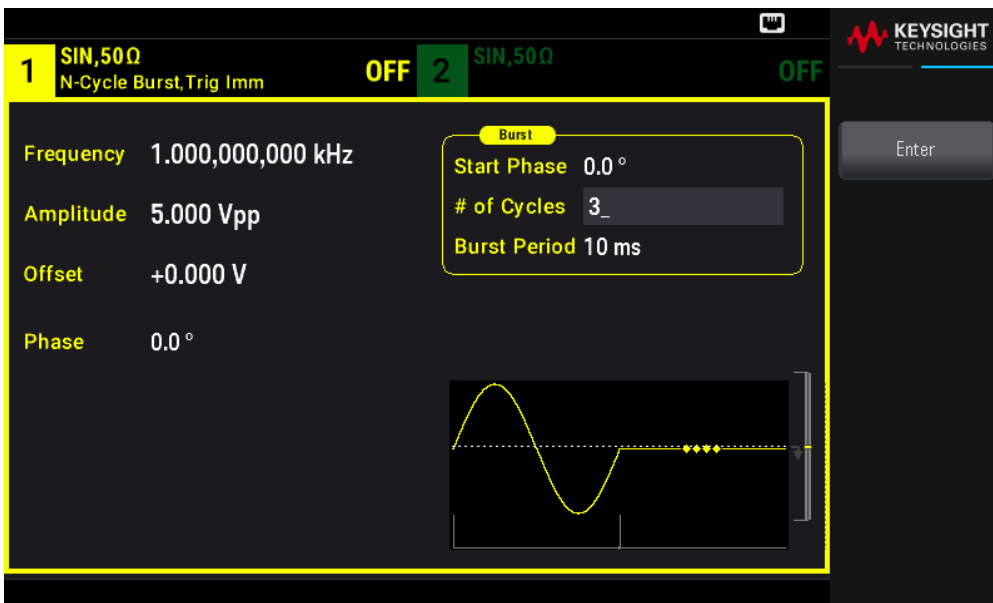 KEYSIGHT
TECHNOLOGIES
1 SIN,50Ω
N-Cycle Burst,Trig Imm OFF
2 SIN,50Ω OFF
Frequency 1.000,000,000 kHz
Amplitude 5.000 Vpp
Offset +0.000 V
Phase 0.0 °
Burst
Start Phase 0.0 °
# of Cycles 3_
Burst Period 10 ms
Enter